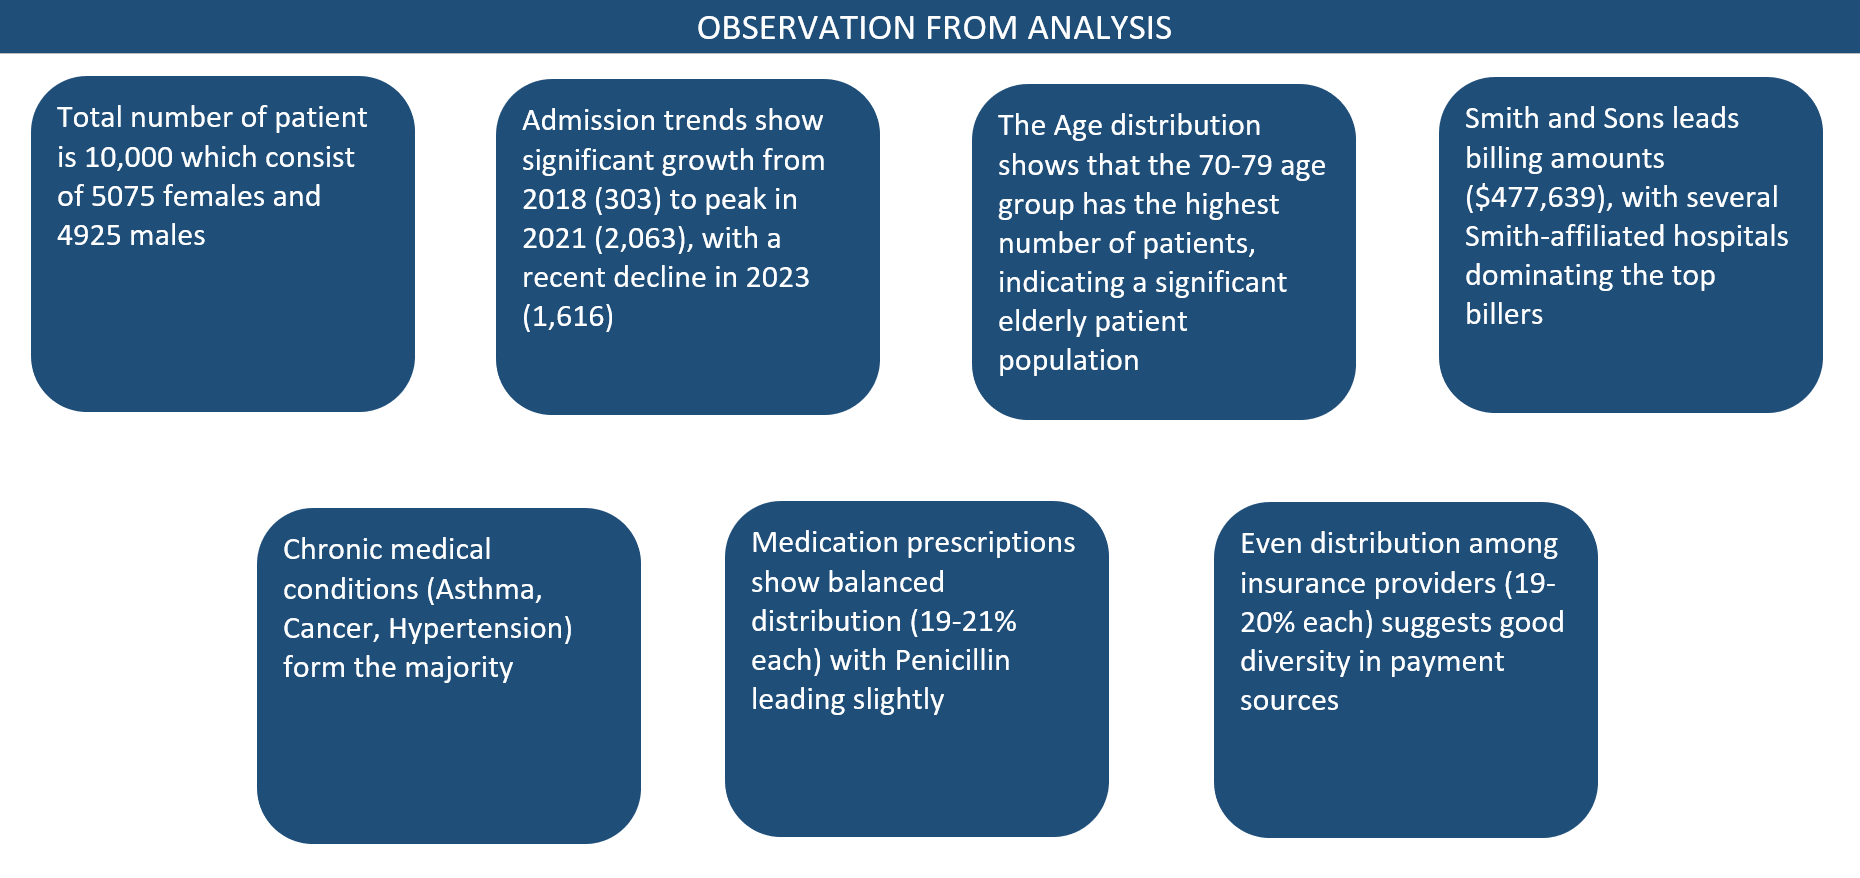 OBSERVATION FROM ANALYSIS
Total number of patient
is 10,000 which consist
of 5075 females and
4925 males
Admission trends show
significant growth from
2018 (303) to peak in
2021 (2,063), with a
recent decline in 2023
(1,616)
The Age distribution
shows that the 70-79 age
group has the highest
number of patients,
indicating a significant
elderly patient
population
Smith and Sons leads
billing amounts
($477,639), with several
Smith-affiliated hospitals
dominating the top
billers
Chronic medical
conditions (Asthma,
Cancer, Hypertension)
form the majority
Medication prescriptions
show balanced
distribution (19-21%
each) with Penicillin
leading slightly
Even distribution among
insurance providers (19-
20% each) suggests good
diversity in payment
sources